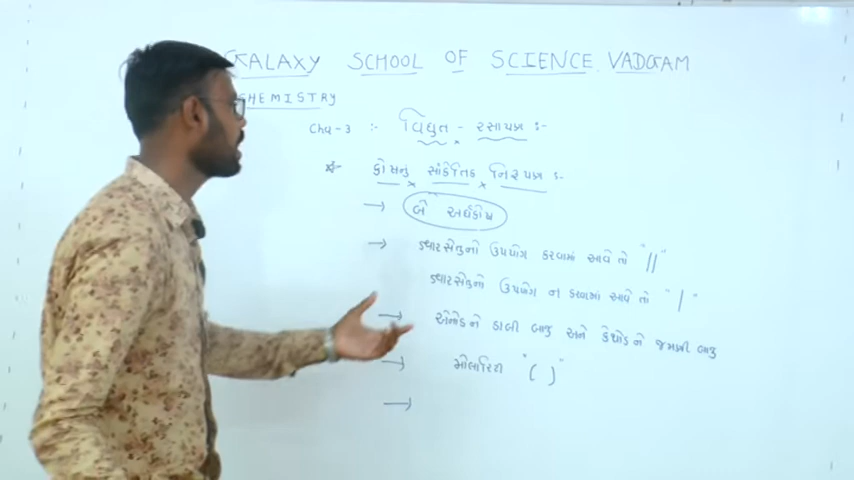 GALAXY SCHOOL OF SCIENCE. VADGAM
CHEMISTRY
Ch-3 :- વિદ્યુત - રસાયણ :-
* કોષનું સાંકેતિક નિરૂપણ :-
→ બે અર્ધકોષ
→ ક્ષારસેતુનો ઉપયોગ કરવામાં આવે તો "||"
ક્ષારસેતુનો ઉપયોગ ન કરવામાં આવે તો "|"
→ એનોડને ડાબી બાજુ અને કેથોડને જમણી બાજુ
→ મોલારિટી "( )"
→